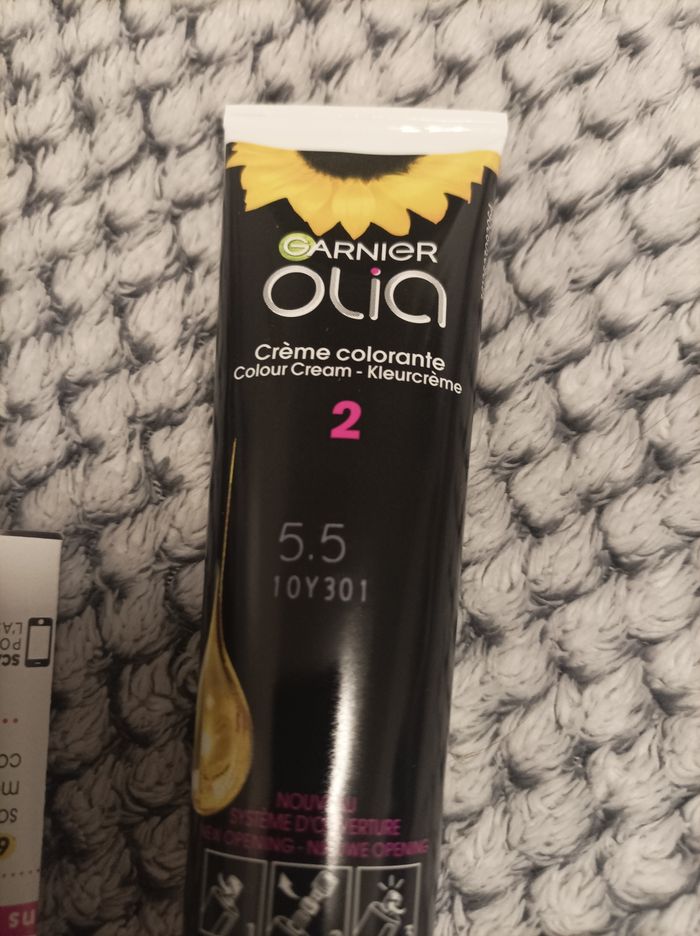 GARNIER
OLIA
Crème colorante
Colour Cream - Kleurcrème
2
5.5
10Y301
NOUVEAU
SYSTÈME D'OUVERTURE
NEW OPENING - NIEUWE OPENING